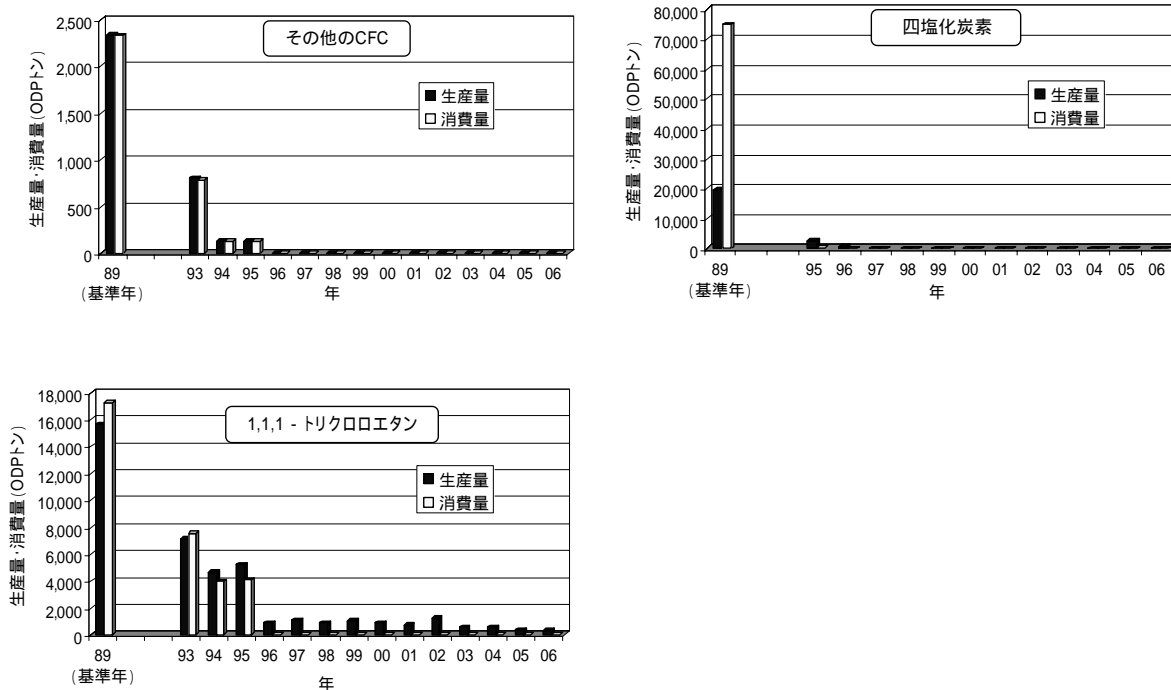 その他のCFC
生産量・消費量(ODPトン)
2,500
2,000
1,500
1,000
500
0
生産量
消費量
89 93 94 95 96 97 98 99 00 01 02 03 04 05 06
(基準年)
年
四塩化炭素
生産量・消費量(ODPトン)
80,000
70,000
60,000
50,000
40,000
30,000
20,000
10,000
0
生産量
消費量
89 95 96 97 98 99 00 01 02 03 04 05 06
(基準年)
年
1,1,1 - トリクロロエタン
生産量・消費量(ODPトン)
18,000
16,000
14,000
12,000
10,000
8,000
6,000
4,000
2,000
0
生産量
消費量
89 93 94 95 96 97 98 99 00 01 02 03 04 05 06
(基準年)
年